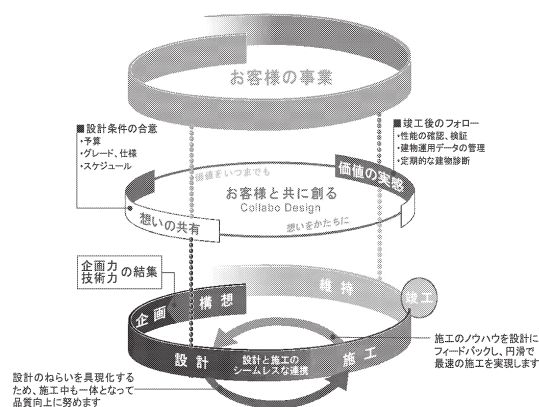 お客様の事業
■設計条件の合意
・予算
・グレード、仕様
・スケジュール
■竣工後のフォロー
・性能の確認、検証
・建物運用データの管理
・定期的な建物診断
価値をいつまでも
価値の実感
お客様と共に創る
Collabo Design
想いの共有
想いをかたちに
企画力
技術力 の結集
維持
竣工
構想
企画
設計
設計と施工の
シームレスな連携
施工
施工のノウハウを設計に
フィードバックし、円滑で
最速の施工を実現します
設計のねらいを具現化する
ため、施工中も一体となって
品質向上に努めます